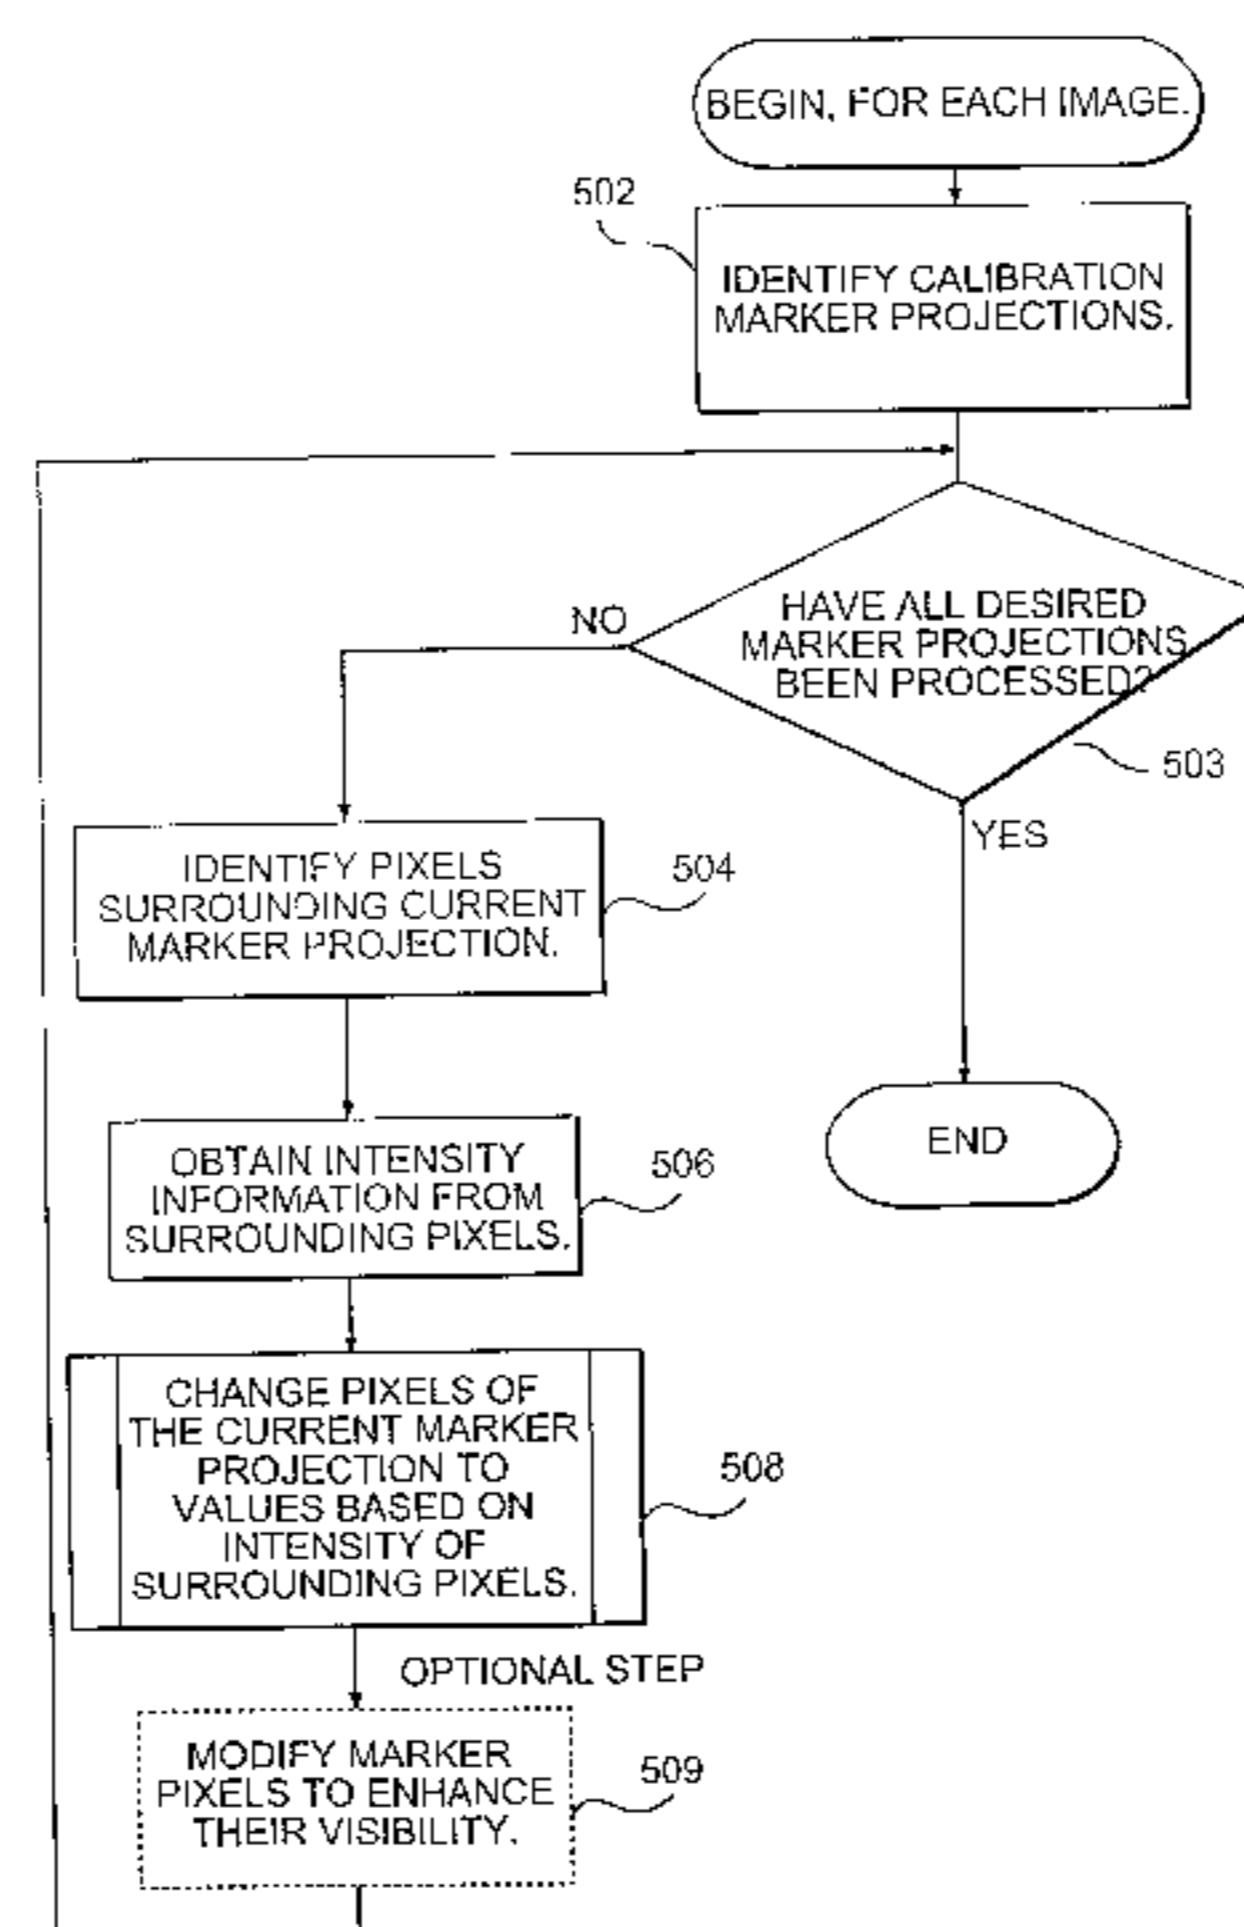 BEGIN, FOR EACH IMAGE.
502
IDENTIFY CALIBRATION
MARKER PROJECTIONS.
HAVE ALL DESIRED
MARKER PROJECTIONS
BEEN PROCESSED?
NO
503
YES
IDENTIFY PIXELS
SURROUNDING CURRENT
MARKER PROJECTION.
504
END
OBTAIN INTENSITY
INFORMATION FROM
SURROUNDING PIXELS.
506
CHANGE PIXELS OF
THE CURRENT MARKER
PROJECTION TO
VALUES BASED ON
INTENSITY OF
SURROUNDING PIXELS.
508
OPTIONAL STEP
MODIFY MARKER
PIXELS TO ENHANCE
THEIR VISIBILITY.
509